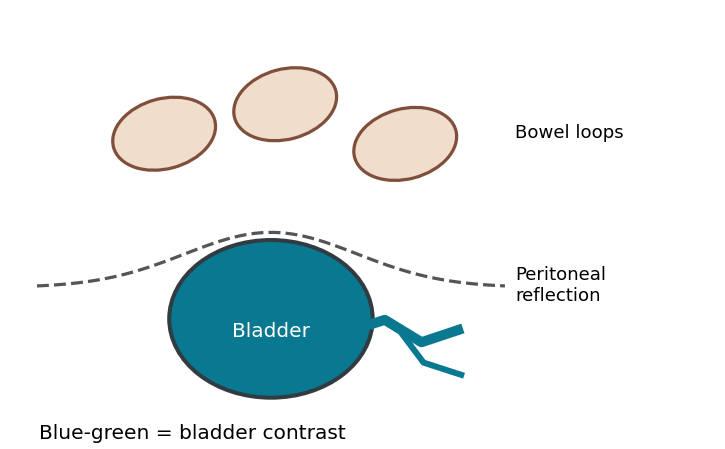 Bowel loops
Peritoneal
reflection
Bladder
Blue-green = bladder contrast